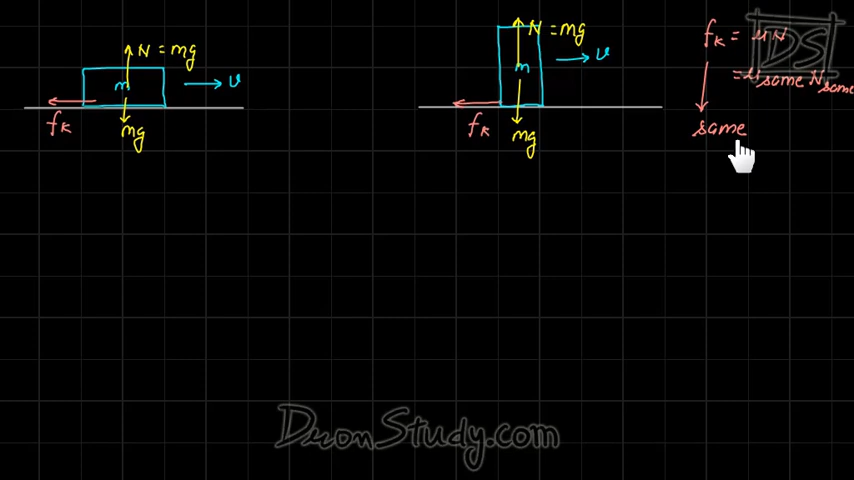 N = mg
m
v
fk
mg
N = mg
m
v
fk
mg
fk = μN
= μsame Nsame
same
DS
DronStudy.com